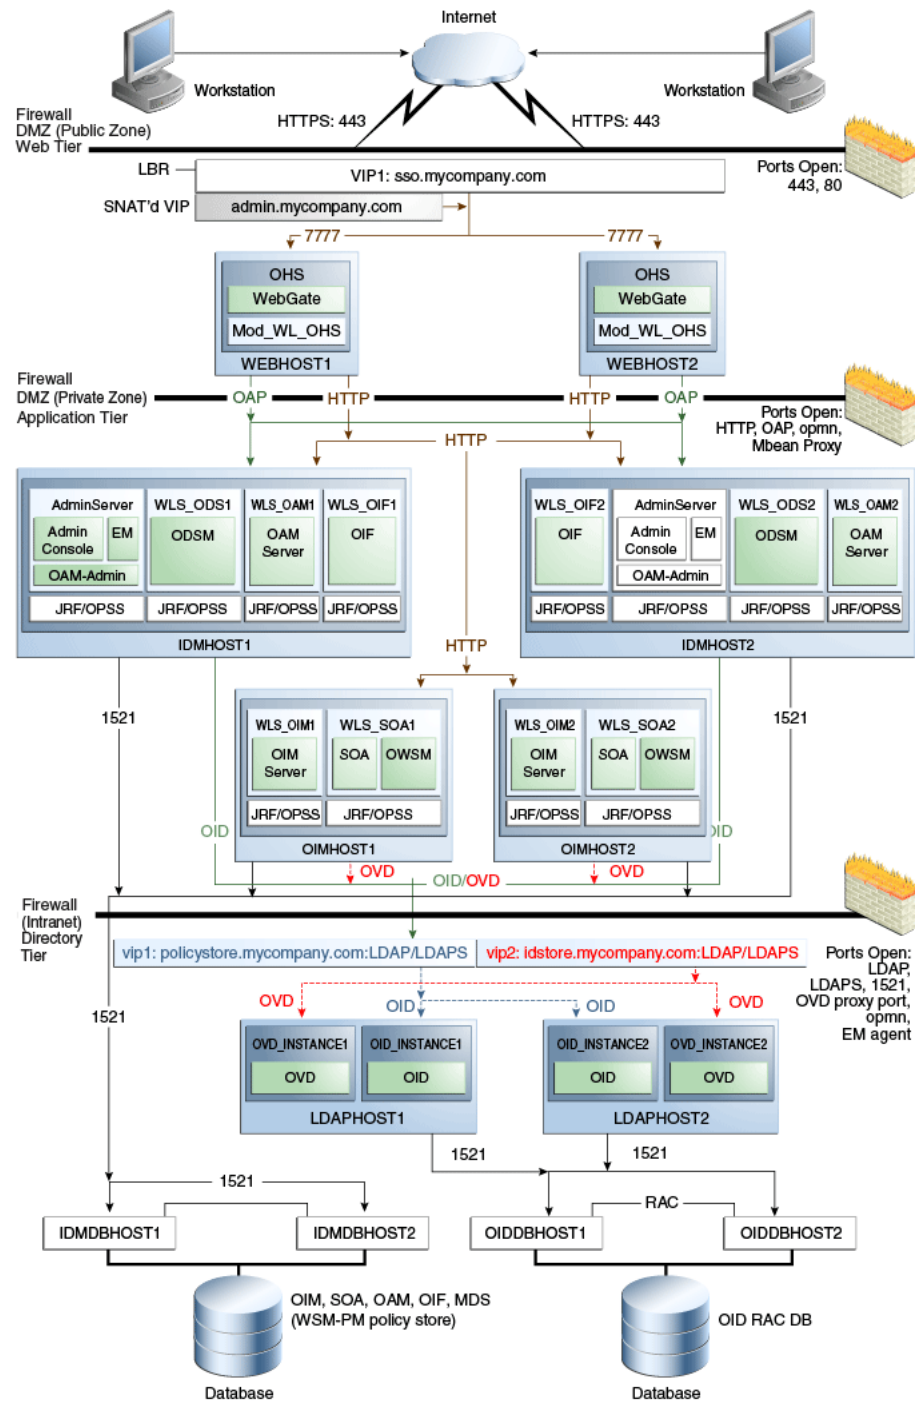 Internet
Workstation
Workstation
HTTPS: 443
HTTPS: 443
Firewall
DMZ (Public Zone)
Web Tier
Ports Open:
443, 80
LBR
VIP1: sso.mycompany.com
SNAT'd VIP
admin.mycompany.com
7777
7777
OHS
WebGate
Mod_WL_OHS
WEBHOST1
OHS
WebGate
Mod_WL_OHS
WEBHOST2
Firewall
DMZ (Private Zone)
Application Tier
OAP
HTTP
HTTP
OAP
Ports Open:
HTTP, OAP, opmn,
Mbean Proxy
HTTP
AdminServer
Admin
Console
EM
OAM-Admin
JRF/OPSS
WLS_ODS1
ODSM
JRF/OPSS
WLS_OAM1
OAM
Server
JRF/OPSS
WLS_OIF1
OIF
JRF/OPSS
IDMHOST1
WLS_OIF2
OIF
JRF/OPSS
AdminServer
Admin
Console
EM
OAM-Admin
JRF/OPSS
WLS_ODS2
ODSM
JRF/OPSS
WLS_OAM2
OAM
Server
JRF/OPSS
IDMHOST2
HTTP
1521
1521
WLS_OIM1
OIM
Server
JRF/OPSS
WLS_SOA1
SOA
OWSM
JRF/OPSS
OIMHOST1
WLS_OIM2
OIM
Server
JRF/OPSS
WLS_SOA2
SOA
OWSM
JRF/OPSS
OIMHOST2
OID
OID
OVD
OID/OVD
OVD
Firewall
(Intranet)
Directory
Tier
Ports Open:
LDAP,
LDAPS, 1521,
OVD proxy port,
opmn,
EM agent
vip1: policystore.mycompany.com:LDAP/LDAPS
vip2: idstore.mycompany.com:LDAP/LDAPS
1521
OVD
OID
OID
OVD
OVD_INSTANCE1
OVD
OID_INSTANCE1
OID
LDAPHOST1
OID_INSTANCE2
OID
OVD_INSTANCE2
OVD
LDAPHOST2
1521
1521
1521
RAC
IDMDBHOST1
IDMDBHOST2
OIDDBHOST1
OIDDBHOST2
OIM, SOA, OAM, OIF, MDS
(WSM-PM policy store)
Database
OID RAC DB
Database